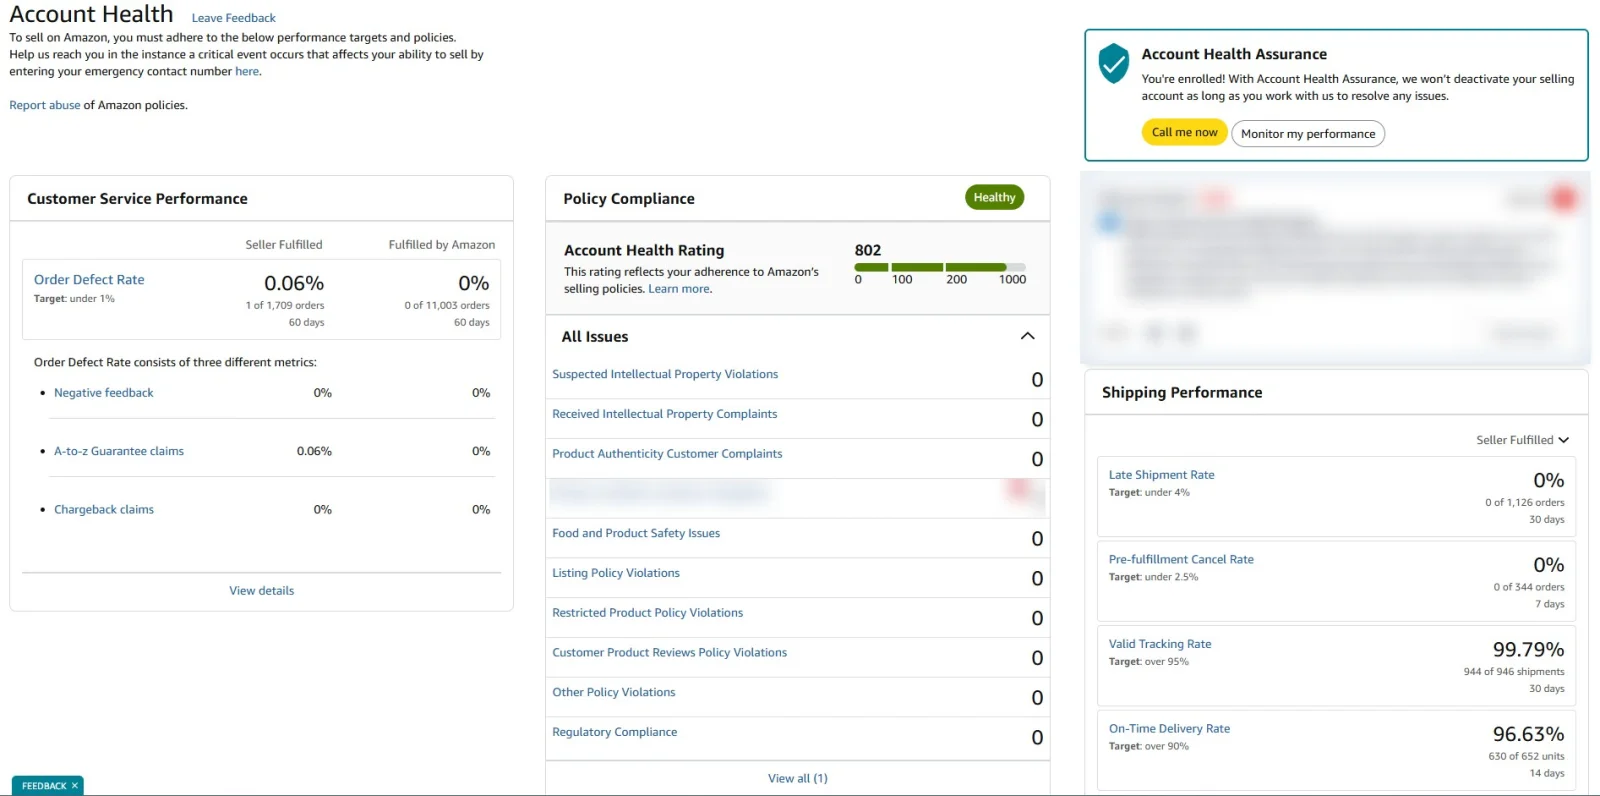 Account Health Leave Feedback
To sell on Amazon, you must adhere to the below performance targets and policies.
Help us reach you in the instance a critical event occurs that affects your ability to sell by
entering your emergency contact number here.
Report abuse of Amazon policies.
Account Health Assurance
You're enrolled! With Account Health Assurance, we won't deactivate your selling
account as long as you work with us to resolve any issues.
Call me now Monitor my performance
Customer Service Performance
Seller Fulfilled Fulfilled by Amazon
Order Defect Rate 0.06% 0%
Target: under 1% 1 of 1,709 orders 0 of 11,003 orders
60 days 60 days
Order Defect Rate consists of three different metrics:
• Negative feedback 0% 0%
• A-to-z Guarantee claims 0.06% 0%
• Chargeback claims 0% 0%
View details
Policy Compliance Healthy
Account Health Rating 802
This rating reflects your adherence to Amazon's
selling policies. Learn more.
0 100 200 1000
All Issues
Suspected Intellectual Property Violations 0
Received Intellectual Property Complaints 0
Product Authenticity Customer Complaints 0
Food and Product Safety Issues 0
Listing Policy Violations 0
Restricted Product Policy Violations 0
Customer Product Reviews Policy Violations 0
Other Policy Violations 0
Regulatory Compliance 0
View all (1)
Shipping Performance
Seller Fulfilled
Late Shipment Rate 0%
Target: under 4% 0 of 1,126 orders
30 days
Pre-fulfillment Cancel Rate 0%
Target: under 2.5% 0 of 344 orders
7 days
Valid Tracking Rate 99.79%
Target: over 95% 944 of 946 shipments
30 days
On-Time Delivery Rate 96.63%
Target: over 90% 630 of 652 units
14 days
FEEDBACK ×